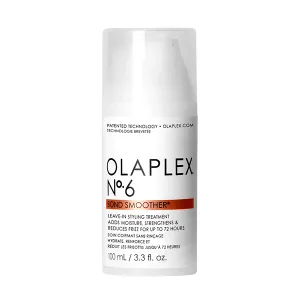 PATENTED TECHNOLOGY • OLAPLEX.COM
TECHNOLOGIE BREVETÉE
OLAPLEX
Nº.6
BOND SMOOTHER®
LEAVE-IN STYLING TREATMENT
ADDS MOISTURE, STRENGTHENS &
REDUCES FRIZZ FOR UP TO 72 HOURS
SOIN COIFFANT SANS RINÇAGE
HYDRATE, RENFORCE ET
RÉDUIT LES FRISOTTIS JUSQU'À 72 HEURES
100 mL / 3.3 fl. oz.